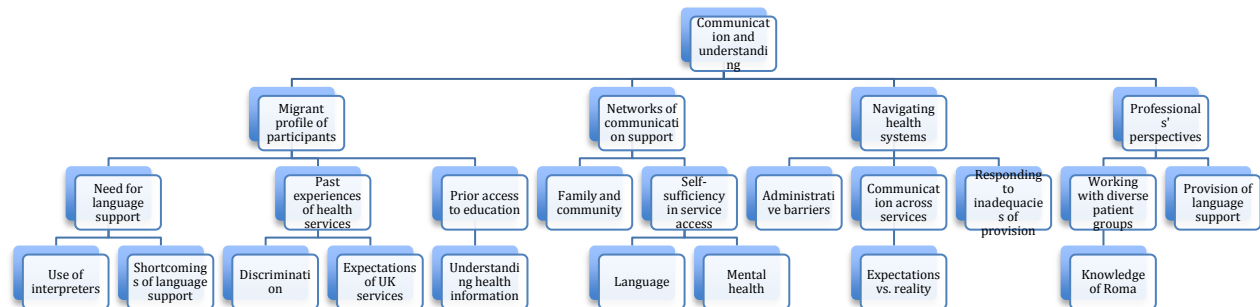 Communicat
ion and
understandi
ng
Migrant
profile of
participants
Networks of
communicati
on support
Navigating
health
systems
Professional
s'
perspectives
Need for
language
support
Past
experiences
of health
services
Prior access
to education
Family and
community
Self-
sufficiency
in service
access
Administrati
ve barriers
Communicat
ion across
services
Responding
to
inadequacie
s of
provision
Working
with diverse
patient
groups
Provision of
language
support
Use of
interpreters
Shortcoming
s of language
support
Discriminati
on
Expectations
of UK
services
Understandi
ng health
information
Language
Mental
health
Expectations
vs. reality
Knowledge
of Roma